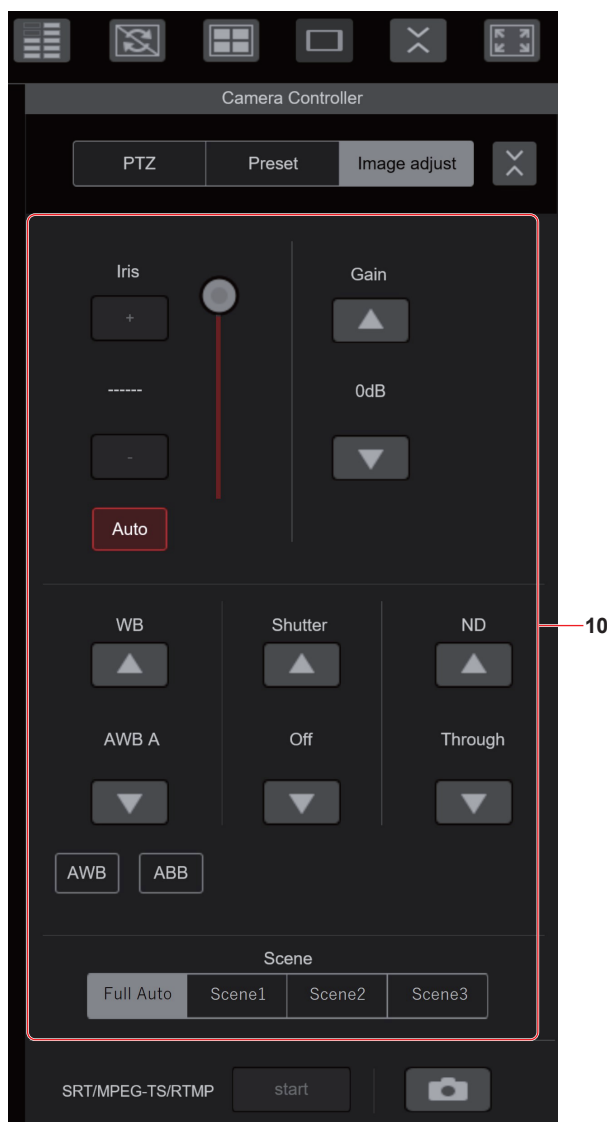 Camera Controller
PTZ Preset Image adjust
Iris Gain
+
------ 0dB
-
Auto
WB Shutter ND
10
AWB A Off Through
AWB ABB
Scene
Full Auto Scene1 Scene2 Scene3
SRT/MPEG-TS/RTMP start